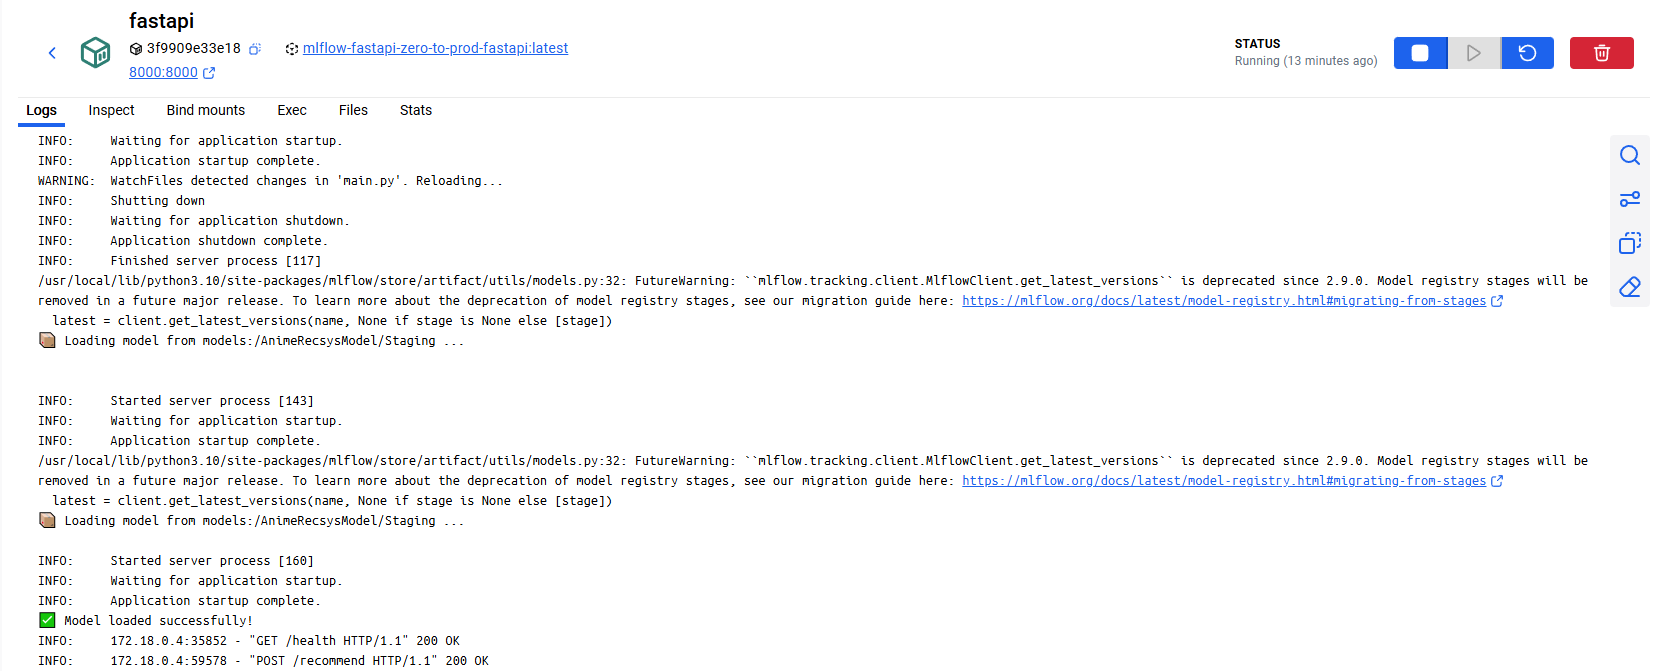 fastapi
3f9909e33e18 mlflow-fastapi-zero-to-prod-fastapi:latest
8000:8000
STATUS
Running (13 minutes ago)
Logs Inspect Bind mounts Exec Files Stats
INFO:     Waiting for application startup.
INFO:     Application startup complete.
WARNING:  WatchFiles detected changes in 'main.py'. Reloading...
INFO:     Shutting down
INFO:     Waiting for application shutdown.
INFO:     Application shutdown complete.
INFO:     Finished server process [117]
/usr/local/lib/python3.10/site-packages/mlflow/store/artifact/utils/models.py:32: FutureWarning: ``mlflow.tracking.client.MlflowClient.get_latest_versions`` is deprecated since 2.9.0. Model registry stages will be
removed in a future major release. To learn more about the deprecation of model registry stages, see our migration guide here: https://mlflow.org/docs/latest/model-registry.html#migrating-from-stages
  latest = client.get_latest_versions(name, None if stage is None else [stage])
Loading model from models:/AnimeRecsysModel/Staging ...
INFO:     Started server process [143]
INFO:     Waiting for application startup.
INFO:     Application startup complete.
/usr/local/lib/python3.10/site-packages/mlflow/store/artifact/utils/models.py:32: FutureWarning: ``mlflow.tracking.client.MlflowClient.get_latest_versions`` is deprecated since 2.9.0. Model registry stages will be
removed in a future major release. To learn more about the deprecation of model registry stages, see our migration guide here: https://mlflow.org/docs/latest/model-registry.html#migrating-from-stages
  latest = client.get_latest_versions(name, None if stage is None else [stage])
Loading model from models:/AnimeRecsysModel/Staging ...
INFO:     Started server process [160]
INFO:     Waiting for application startup.
INFO:     Application startup complete.
✅ Model loaded successfully!
INFO:     172.18.0.4:35852 - "GET /health HTTP/1.1" 200 OK
INFO:     172.18.0.4:59578 - "POST /recommend HTTP/1.1" 200 OK